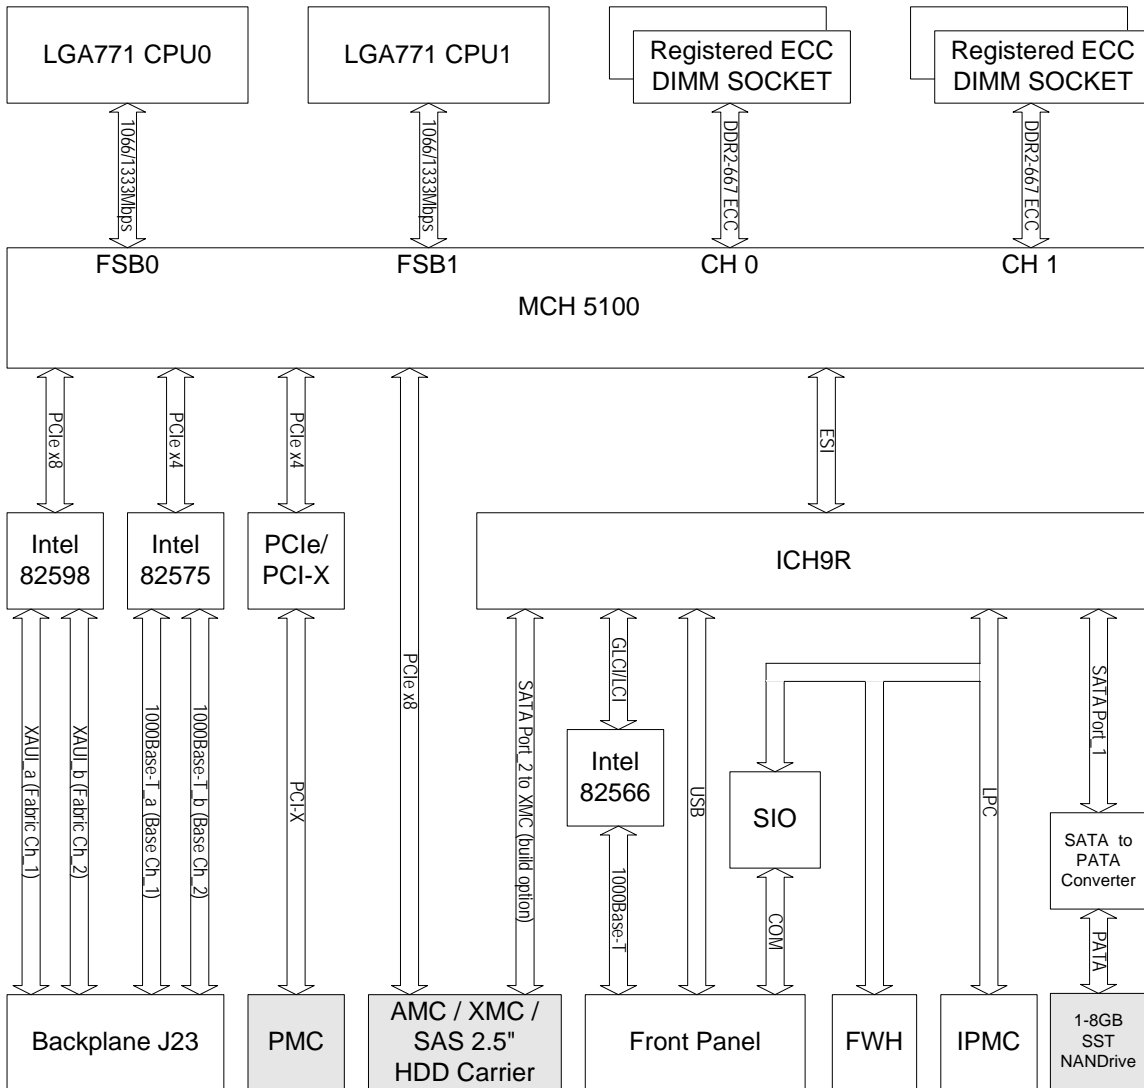 LGA771 CPU0
LGA771 CPU1
Registered ECC
DIMM SOCKET
Registered ECC
DIMM SOCKET
1066/1333Mbps
1066/1333Mbps
DDR2-667 ECC
DDR2-667 ECC
FSB0
FSB1
CH 0
CH 1
MCH 5100
PCIe x8
PCIe x4
PCIe x4
PCIe x8
ESI
Intel
82598
Intel
82575
PCIe/
PCI-X
ICH9R
XAUI_a (Fabric Ch_1)
XAUI_b (Fabric Ch_2)
1000Base-T_a (Base Ch_1)
1000Base-T_b (Base Ch_2)
PCI-X
SATA Port_2 to XMC (build option)
GLCI/LCI
Intel
82566
1000Base-T
USB
SIO
COM
LPC
SATA Port_1
SATA to
PATA
Converter
PATA
Backplane J23
PMC
AMC / XMC /
SAS 2.5"
HDD Carrier
Front Panel
FWH
IPMC
1-8GB
SST
NANDrive